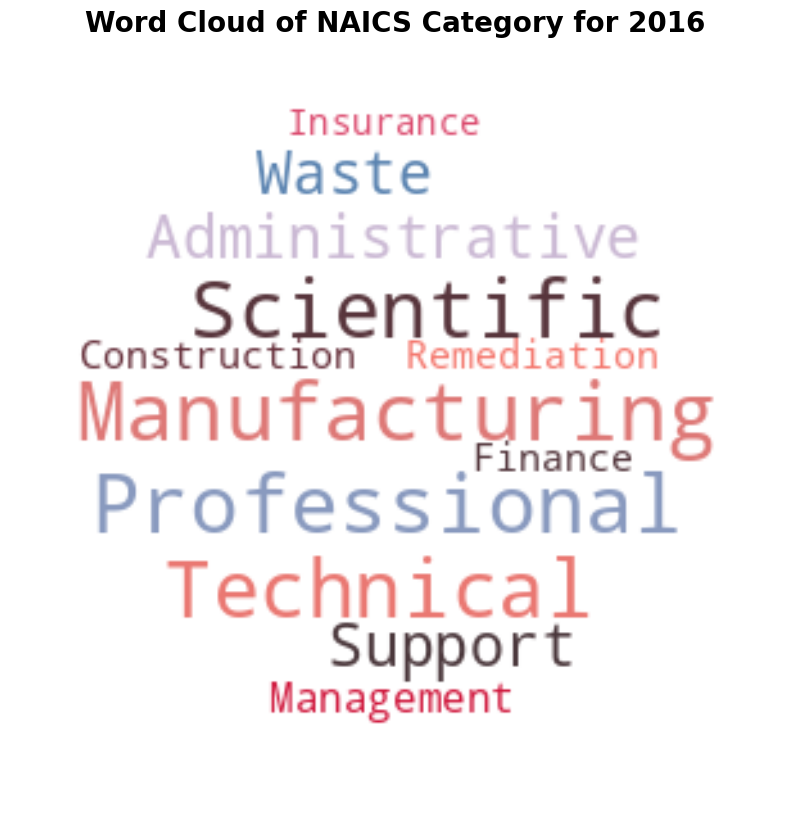 Word Cloud of NAICS Category for 2016
Insurance
Waste
Administrative
Scientific
Construction Remediation
Manufacturing
Finance
Professional
Technical
Support
Management